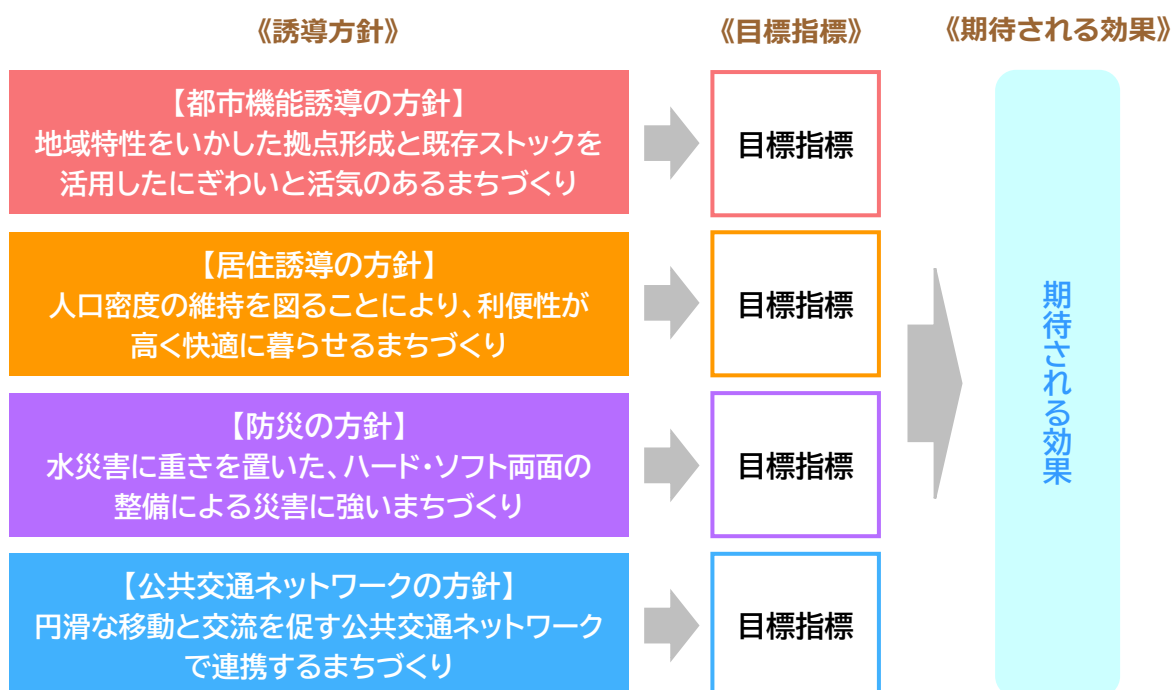 《誘導方針》
《目標指標》
《期待される効果》
【都市機能誘導の方針】
地域特性をいかした拠点形成と既存ストックを
活用したにぎわいと活気のあるまちづくり
目標指標
【居住誘導の方針】
人口密度の維持を図ることにより、利便性が
高く快適に暮らせるまちづくり
目標指標
【防災の方針】
水災害に重きを置いた、ハード・ソフト両面の
整備による災害に強いまちづくり
目標指標
【公共交通ネットワークの方針】
円滑な移動と交流を促す公共交通ネットワーク
で連携するまちづくり
目標指標
期待される効果